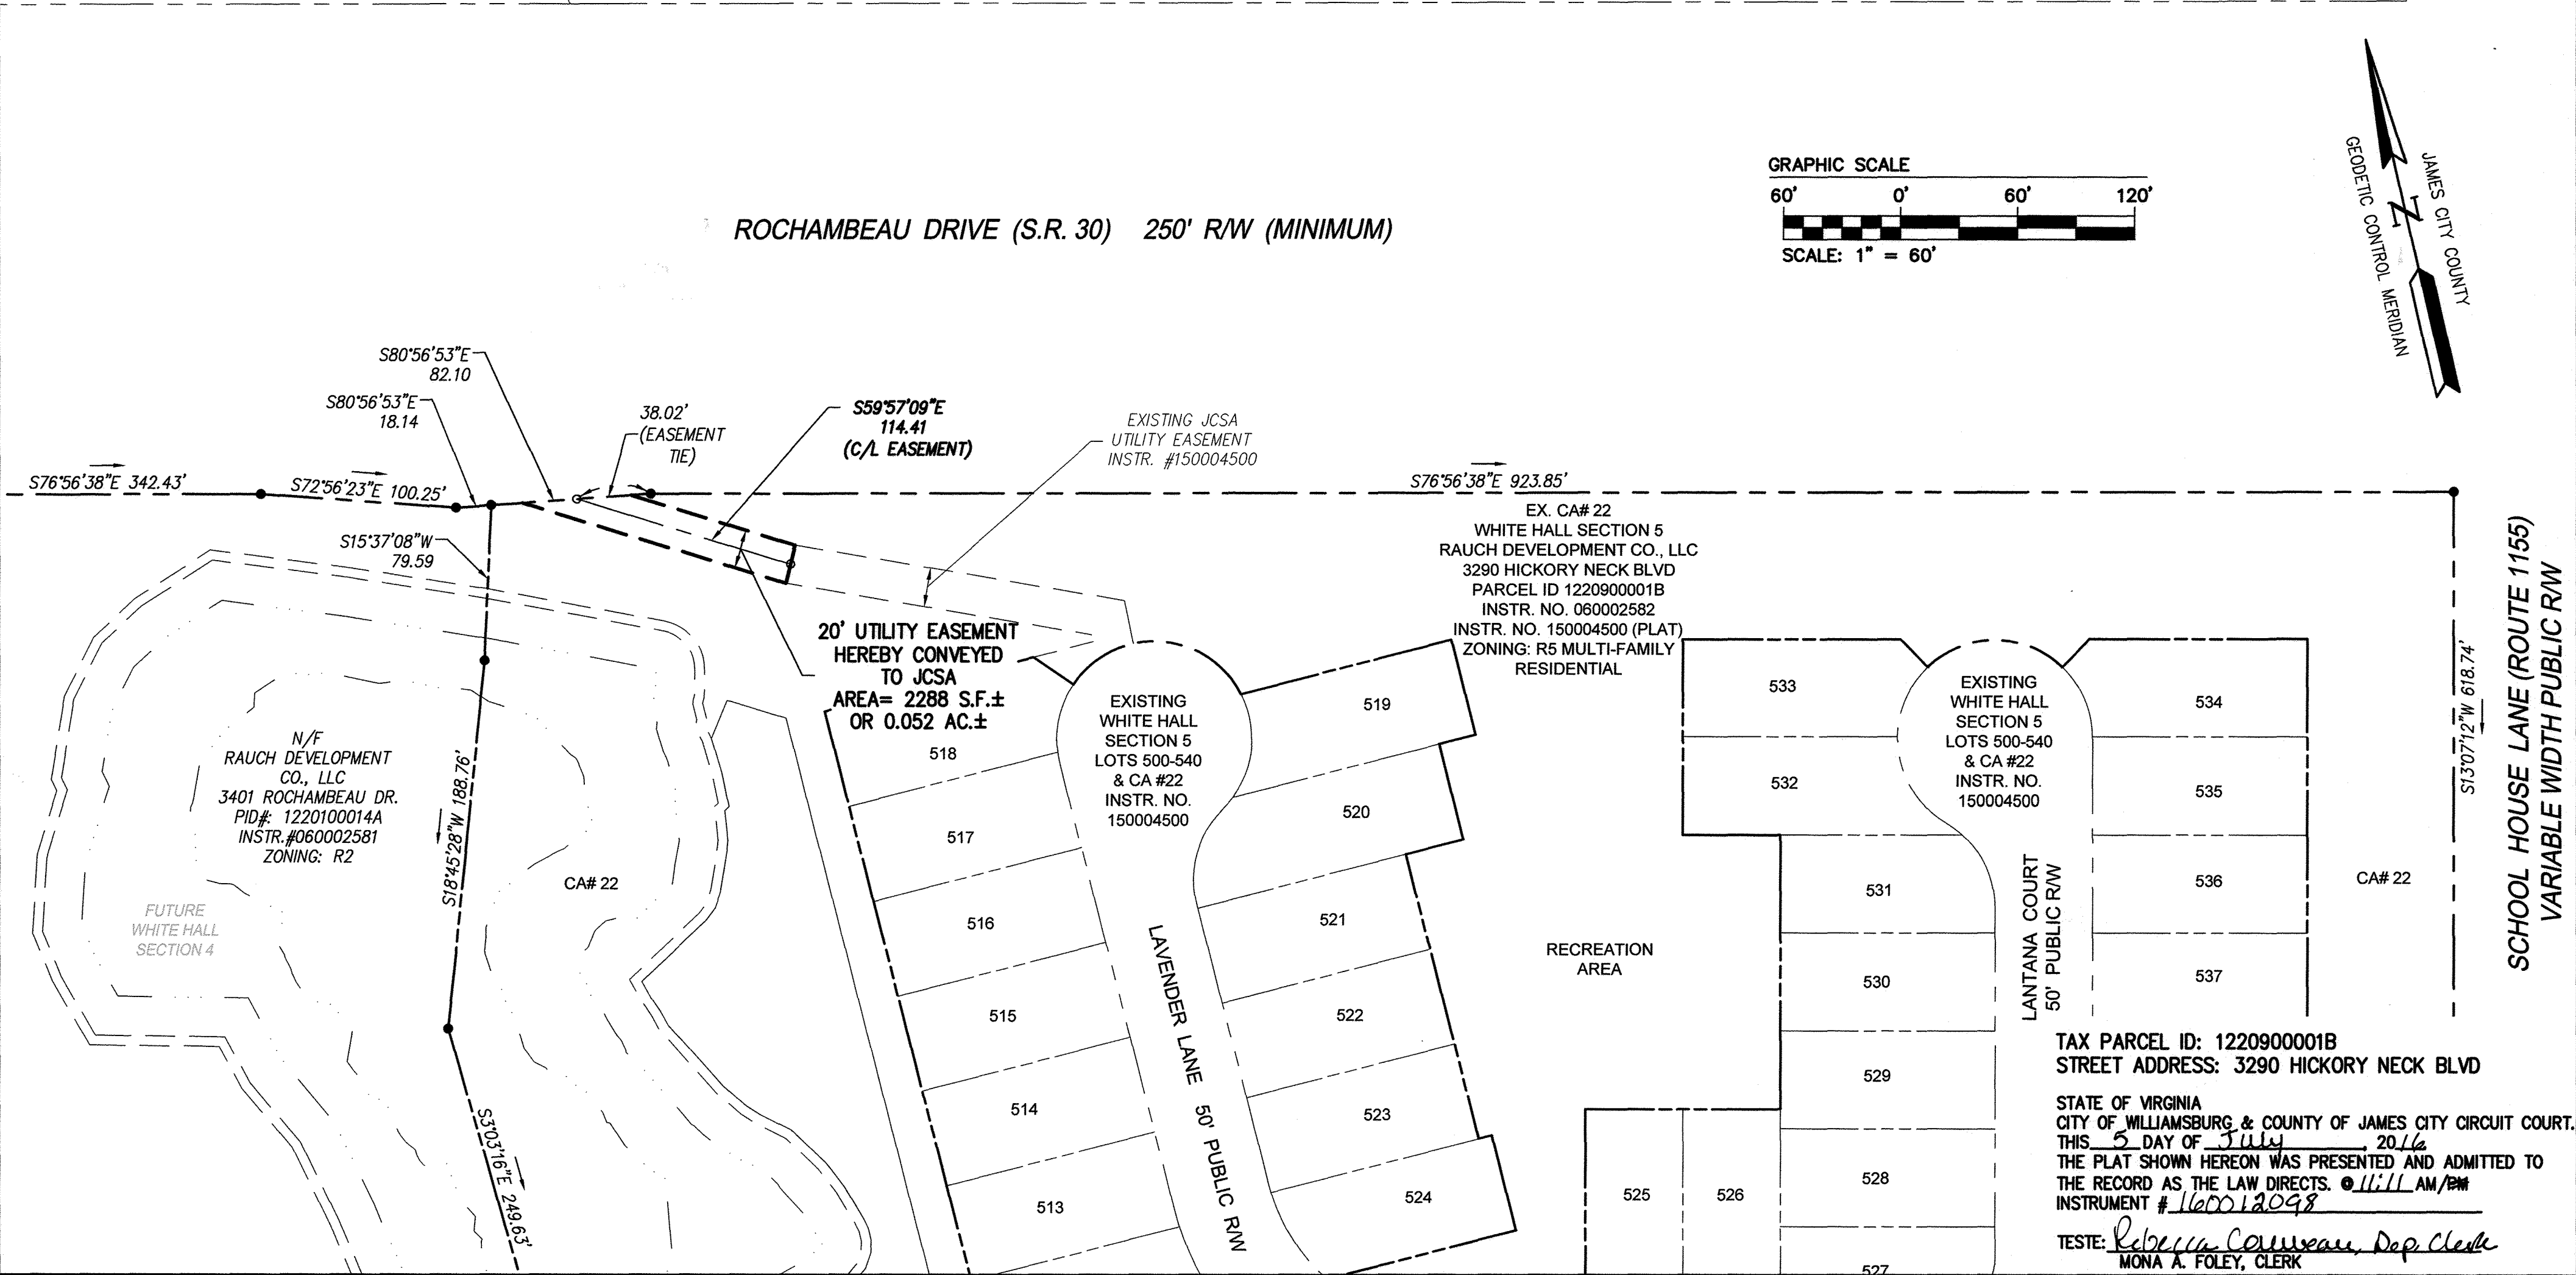 ROCHAMBEAU DRIVE (S.R. 30) 250' R/W (MINIMUM)
GRAPHIC SCALE
60' 0' 60' 120'
SCALE: 1" = 60'
JAMES CITY COUNTY
GEODETIC CONTROL MERIDIAN
S80°56'53"E
82.10
S80°56'53"E
18.14
38.02'
(EASEMENT
TIE)
S59°57'09"E
114.41
(C/L EASEMENT)
EXISTING JCSA
UTILITY EASEMENT
INSTR. #150004500
S76°56'38"E 342.43'
S72°56'23"E 100.25'
S76°56'38"E 923.85'
S15°37'08"W
79.59
EX. CA# 22
WHITE HALL SECTION 5
RAUCH DEVELOPMENT CO., LLC
3290 HICKORY NECK BLVD
PARCEL ID 1220900001B
INSTR. NO. 060002582
INSTR. NO. 150004500 (PLAT)
ZONING: R5 MULTI-FAMILY
RESIDENTIAL
20' UTILITY EASEMENT
HEREBY CONVEYED
TO JCSA
AREA= 2288 S.F.±
OR 0.052 AC.±
N/F
RAUCH DEVELOPMENT
CO., LLC
3401 ROCHAMBEAU DR.
PID#: 1220100014A
INSTR.#060002581
ZONING: R2
FUTURE
WHITE HALL
SECTION 4
S18°45'28"W 188.76'
S3°03'16"E 249.63'
CA# 22
518
517
516
515
514
513
EXISTING
WHITE HALL
SECTION 5
LOTS 500-540
& CA #22
INSTR. NO.
150004500
LAVENDER LANE 50' PUBLIC R/W
519
520
521
522
523
524
RECREATION
AREA
525
526
533
532
531
530
529
528
527
EXISTING
WHITE HALL
SECTION 5
LOTS 500-540
& CA #22
INSTR. NO.
150004500
LANTANA COURT
50' PUBLIC R/W
534
535
536
537
CA# 22
S13°07'12"W 618.74'
SCHOOL HOUSE LANE (ROUTE 1155)
VARIABLE WIDTH PUBLIC R/W
TAX PARCEL ID: 1220900001B
STREET ADDRESS: 3290 HICKORY NECK BLVD
STATE OF VIRGINIA
CITY OF WILLIAMSBURG & COUNTY OF JAMES CITY CIRCUIT COURT.
THIS 5 DAY OF July, 2016.
THE PLAT SHOWN HEREON WAS PRESENTED AND ADMITTED TO
THE RECORD AS THE LAW DIRECTS. @ 11:11 AM/PM
INSTRUMENT # 160012098
TESTE: Rebecca Dep. Clerk
MONA A. FOLEY, CLERK